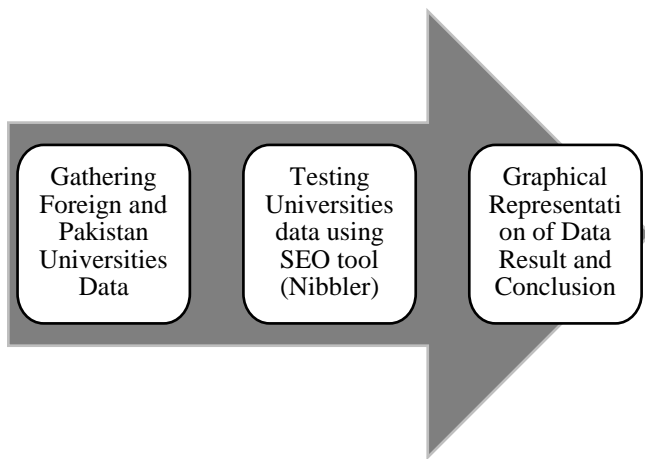 Gathering
Foreign and
Pakistan
Universities
Data
Testing
Universities
data using
SEO tool
(Nibbler)
Graphical
Representati
on of Data
Result and
Conclusion